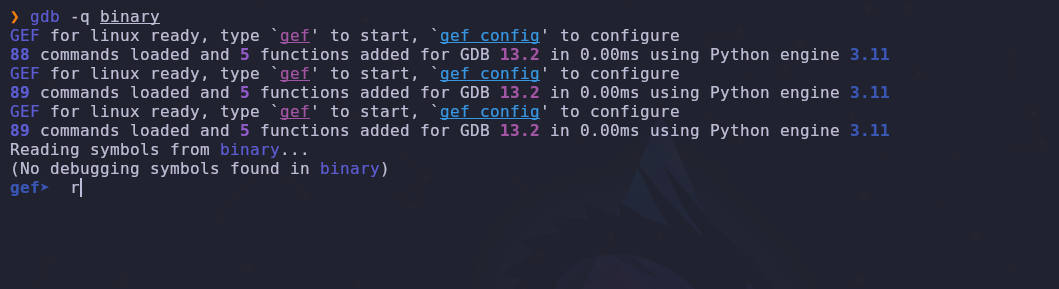 ❯ gdb -q binary
GEF for linux ready, type `gef' to start, `gef config' to configure
88 commands loaded and 5 functions added for GDB 13.2 in 0.00ms using Python engine 3.11
GEF for linux ready, type `gef' to start, `gef config' to configure
89 commands loaded and 5 functions added for GDB 13.2 in 0.00ms using Python engine 3.11
GEF for linux ready, type `gef' to start, `gef config' to configure
89 commands loaded and 5 functions added for GDB 13.2 in 0.00ms using Python engine 3.11
Reading symbols from binary...
(No debugging symbols found in binary)
gef➤  r